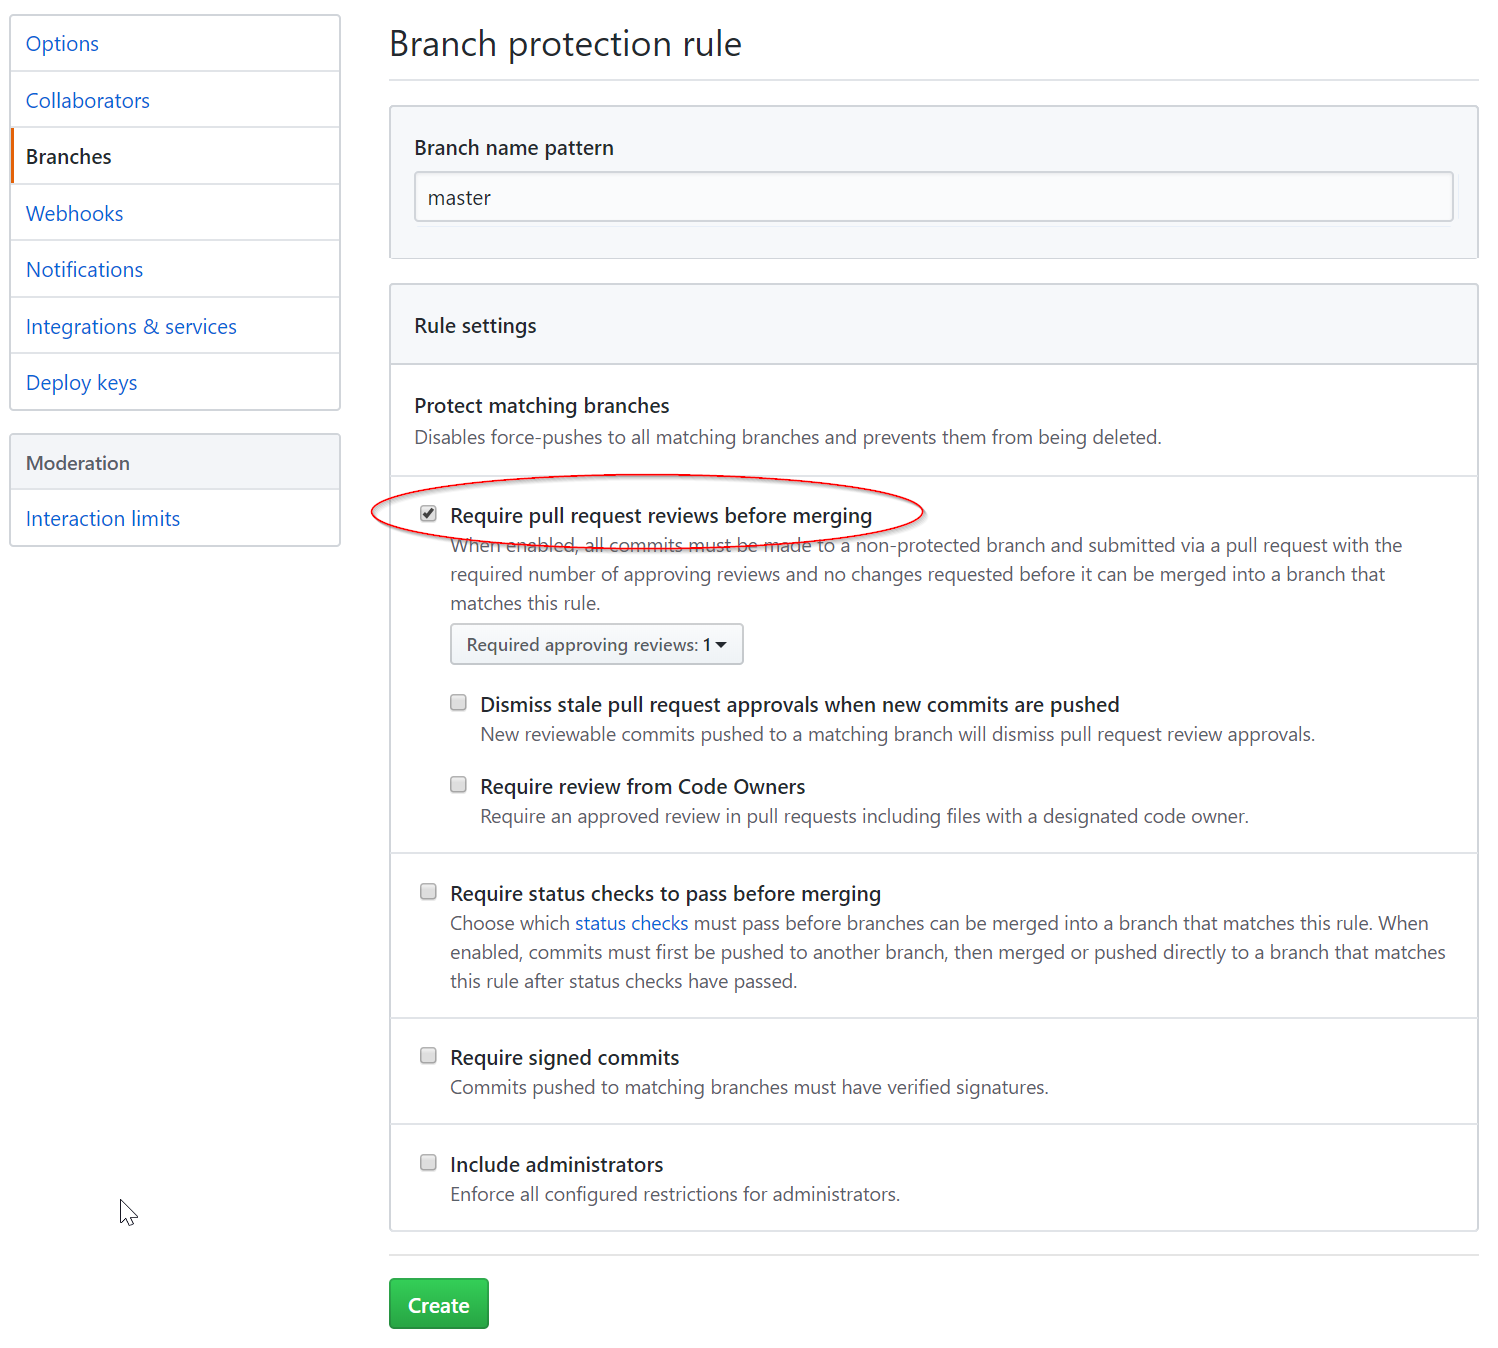 Options
Collaborators
Branches
Webhooks
Notifications
Integrations & services
Deploy keys
Moderation
Interaction limits
Branch protection rule
Branch name pattern
master
Rule settings
Protect matching branches
Disables force-pushes to all matching branches and prevents them from being deleted.
Require pull request reviews before merging
When enabled, all commits must be made to a non-protected branch and submitted via a pull request with the
required number of approving reviews and no changes requested before it can be merged into a branch that
matches this rule.
Required approving reviews: 1
Dismiss stale pull request approvals when new commits are pushed
New reviewable commits pushed to a matching branch will dismiss pull request review approvals.
Require review from Code Owners
Require an approved review in pull requests including files with a designated code owner.
Require status checks to pass before merging
Choose which status checks must pass before branches can be merged into a branch that matches this rule. When
enabled, commits must first be pushed to another branch, then merged or pushed directly to a branch that matches
this rule after status checks have passed.
Require signed commits
Commits pushed to matching branches must have verified signatures.
Include administrators
Enforce all configured restrictions for administrators.
Create